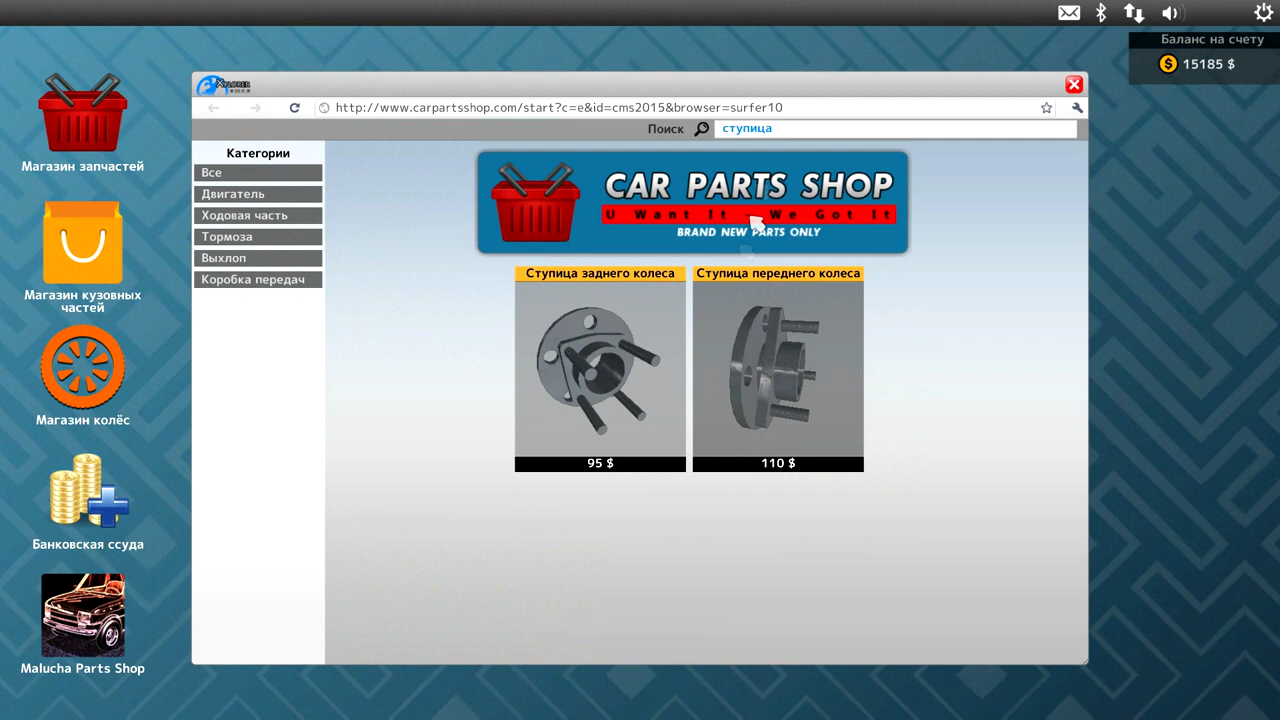 Баланс на счету
15185 $
XPLORER
http://www.carpartsshop.com/start?c=e&id=cms2015&browser=surfer10
Поиск
ступица
Категории
Все
Двигатель
Ходовая часть
Тормоза
Выхлоп
Коробка передач
CAR PARTS SHOP
U Want It We Got It
BRAND NEW PARTS ONLY
Ступица заднего колеса
95 $
Ступица переднего колеса
110 $
Магазин запчастей
Магазин кузовных
частей
Магазин колёс
Банковская ссуда
Malucha Parts Shop